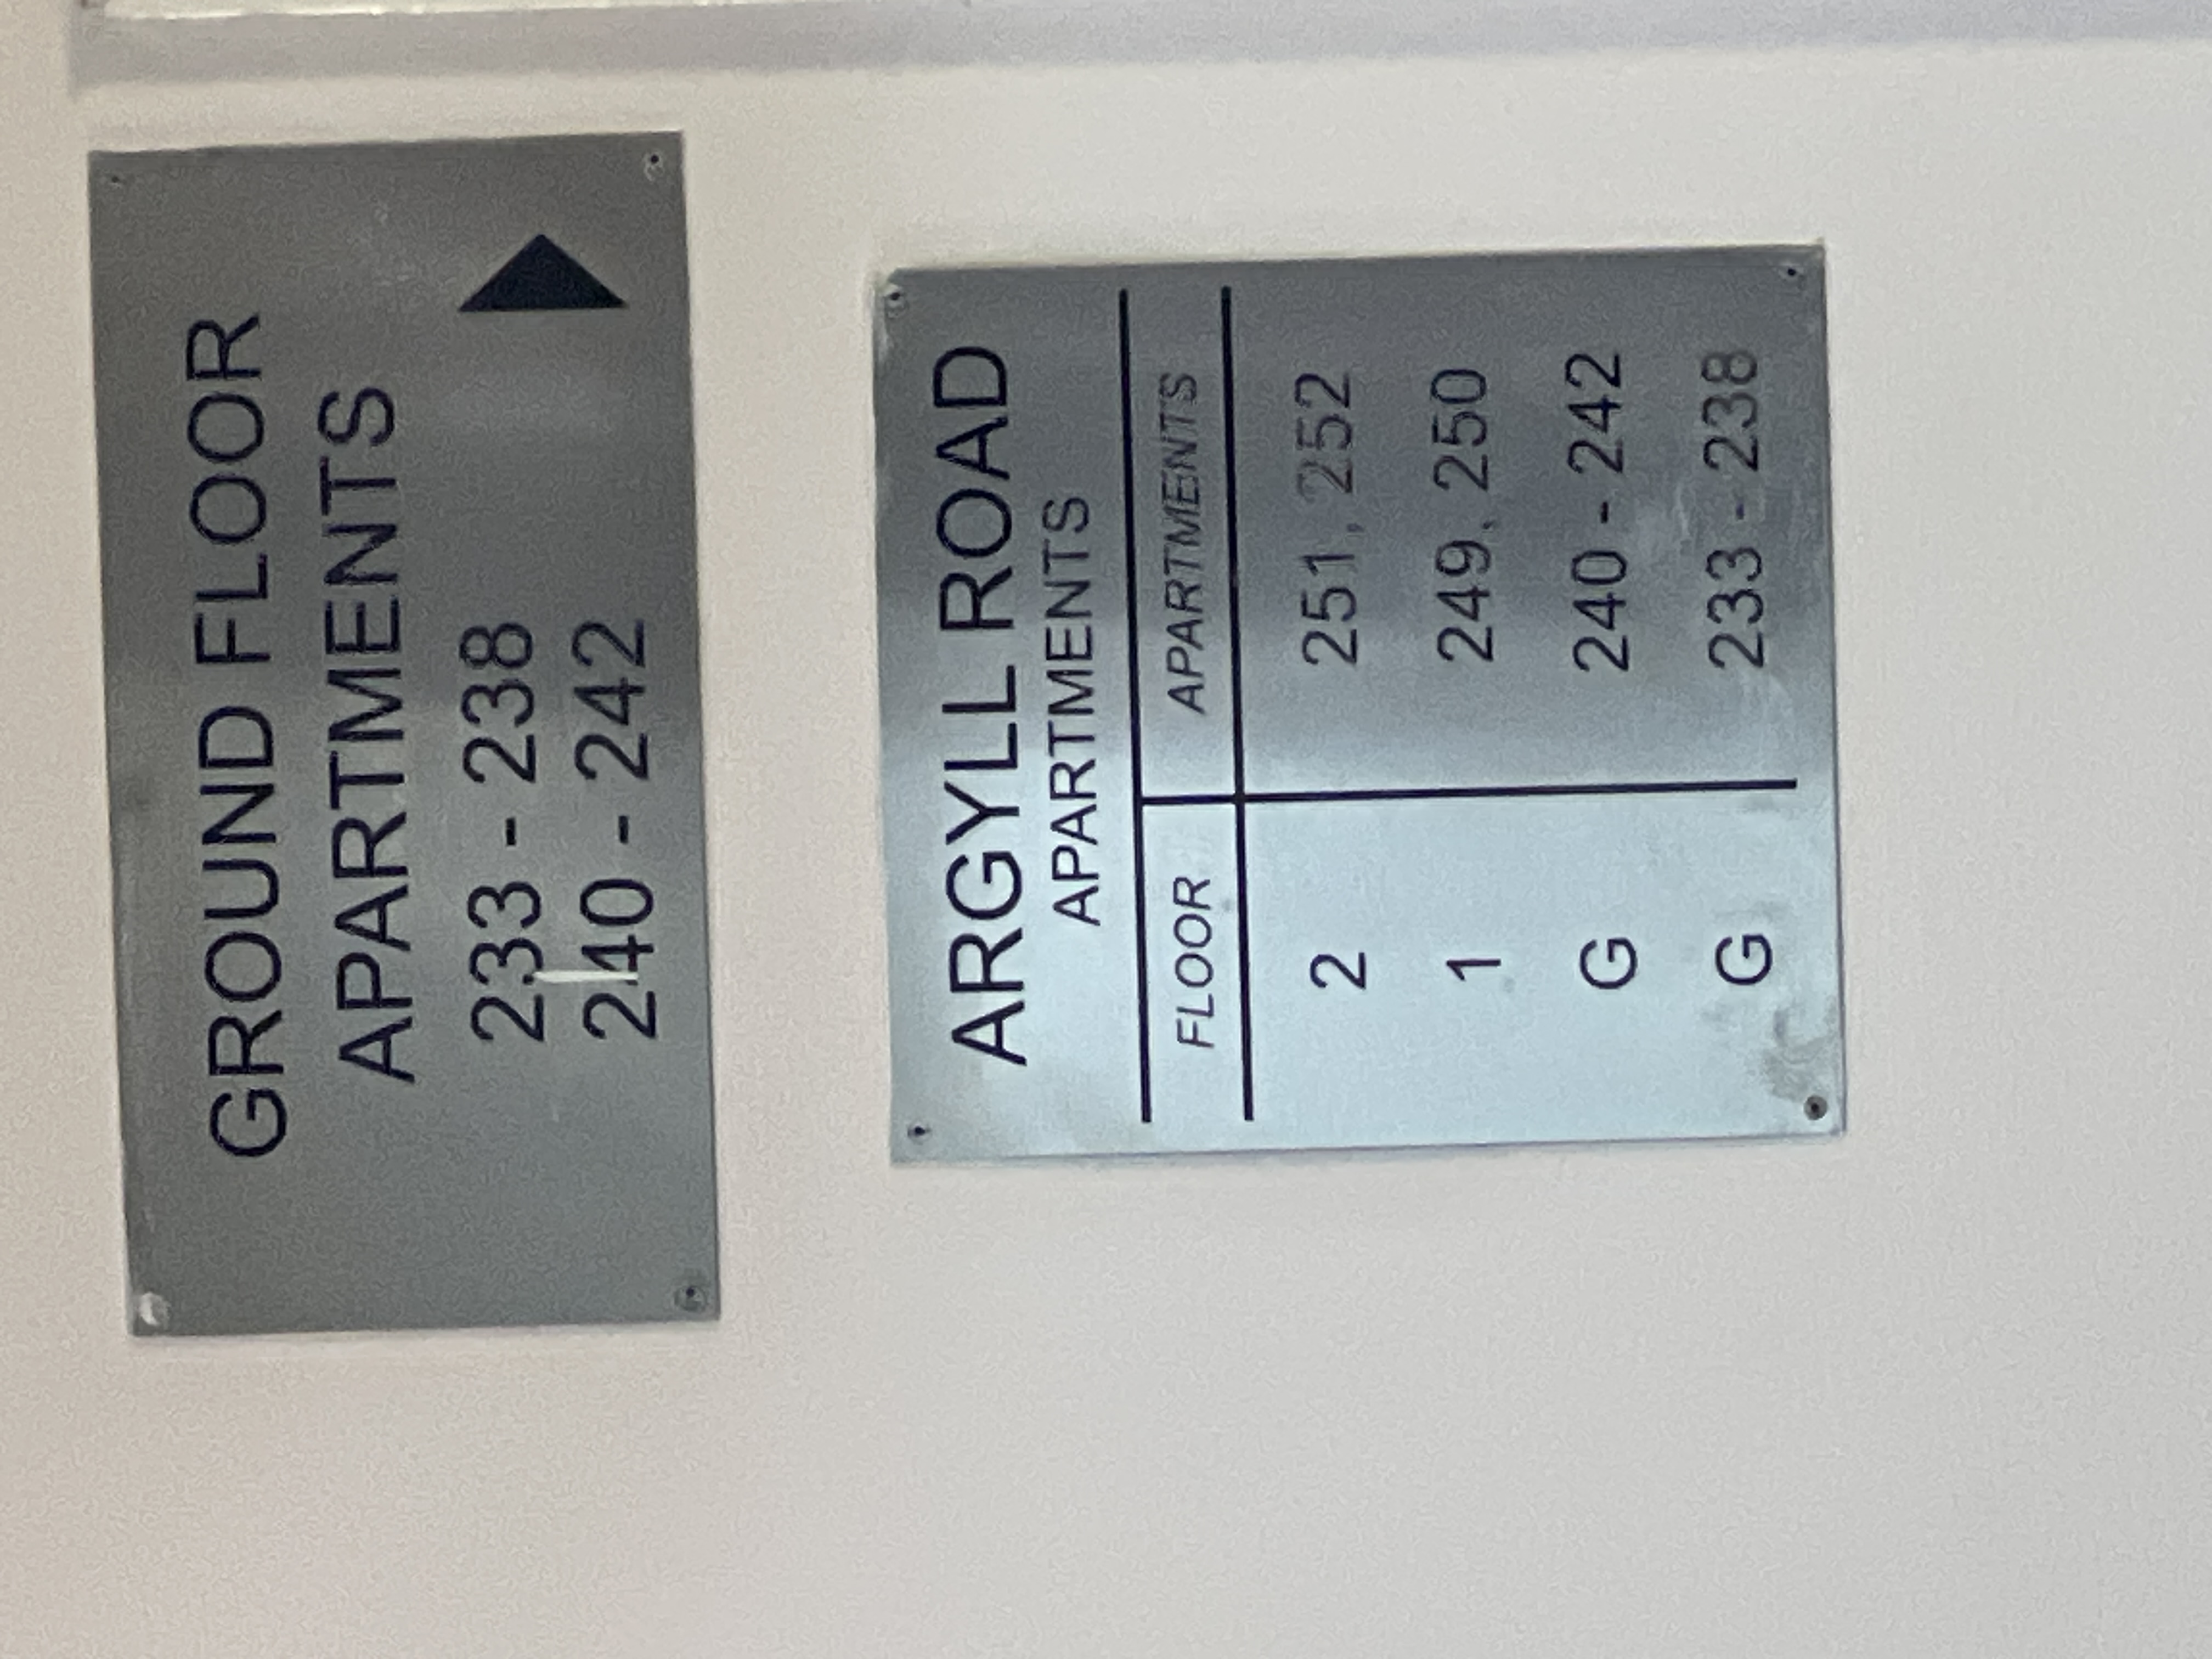 GROUND FLOOR
APARTMENTS
233 - 238
240 - 242
ARGYLL ROAD
APARTMENTS
FLOOR APARTMENTS
2 251, 252
1 249, 250
G 240 - 242
G 233 - 238